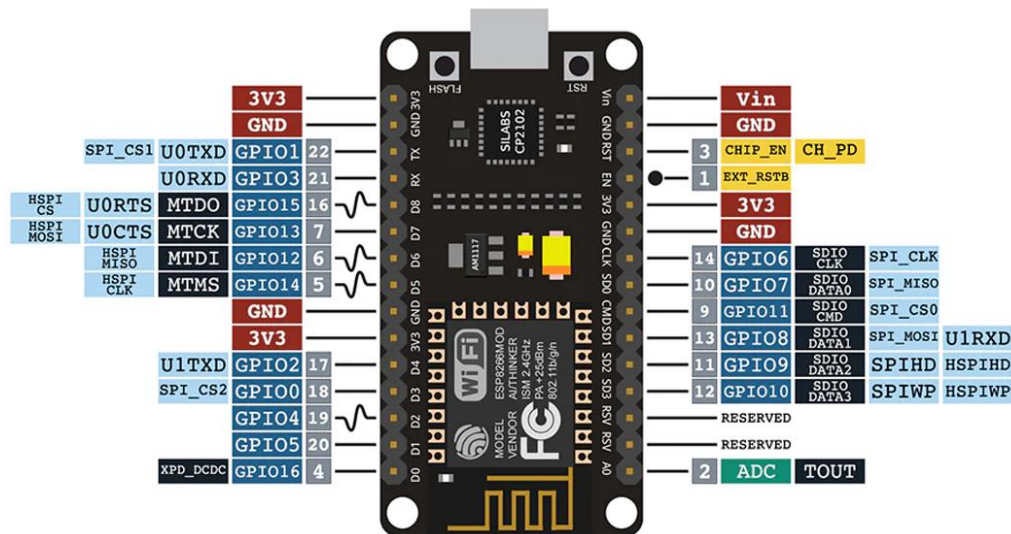 FLASH RST
3V3 3V3 Vin Vin
GND GND GND GND
SPI_CS1 U0TXD GPIO1 22 TX RST 3 CHIP_EN CH_PD
U0RXD GPIO3 21 RX EN 1 EXT_RSTB
HSPI CS U0RTS MTDO GPIO15 16 D8 3V3 3V3
HSPI MOSI U0CTS MTCK GPIO13 7 D7 GND GND
HSPI MISO MTDI GPIO12 6 D6 CLK 14 GPIO6 SDIO CLK SPI_CLK
HSPI CLK MTMS GPIO14 5 D5 SD0 10 GPIO7 SDIO DATA0 SPI_MISO
GND GND CMD 9 GPIO11 SDIO CMD SPI_CS0
3V3 3V3 SD1 13 GPIO8 SDIO DATA1 SPI_MOSI U1RXD
U1TXD GPIO2 17 D4 SD2 11 GPIO9 SDIO DATA2 SPIHD HSPIHD
SPI_CS2 GPIO0 18 D3 SD3 12 GPIO10 SDIO DATA3 SPIWP HSPIWP
GPIO4 19 D2 RSV RESERVED
GPIO5 20 D1 RSV RESERVED
XPD_DCDC GPIO16 4 D0 A0 2 ADC TOUT
SILABS
CP2102
AM1117
WiFi
MODEL ESP8266MOD
VENDOR AI/THINKER
ISM 2.4GHz
PA +25dBm
802.11b/g/n
FC